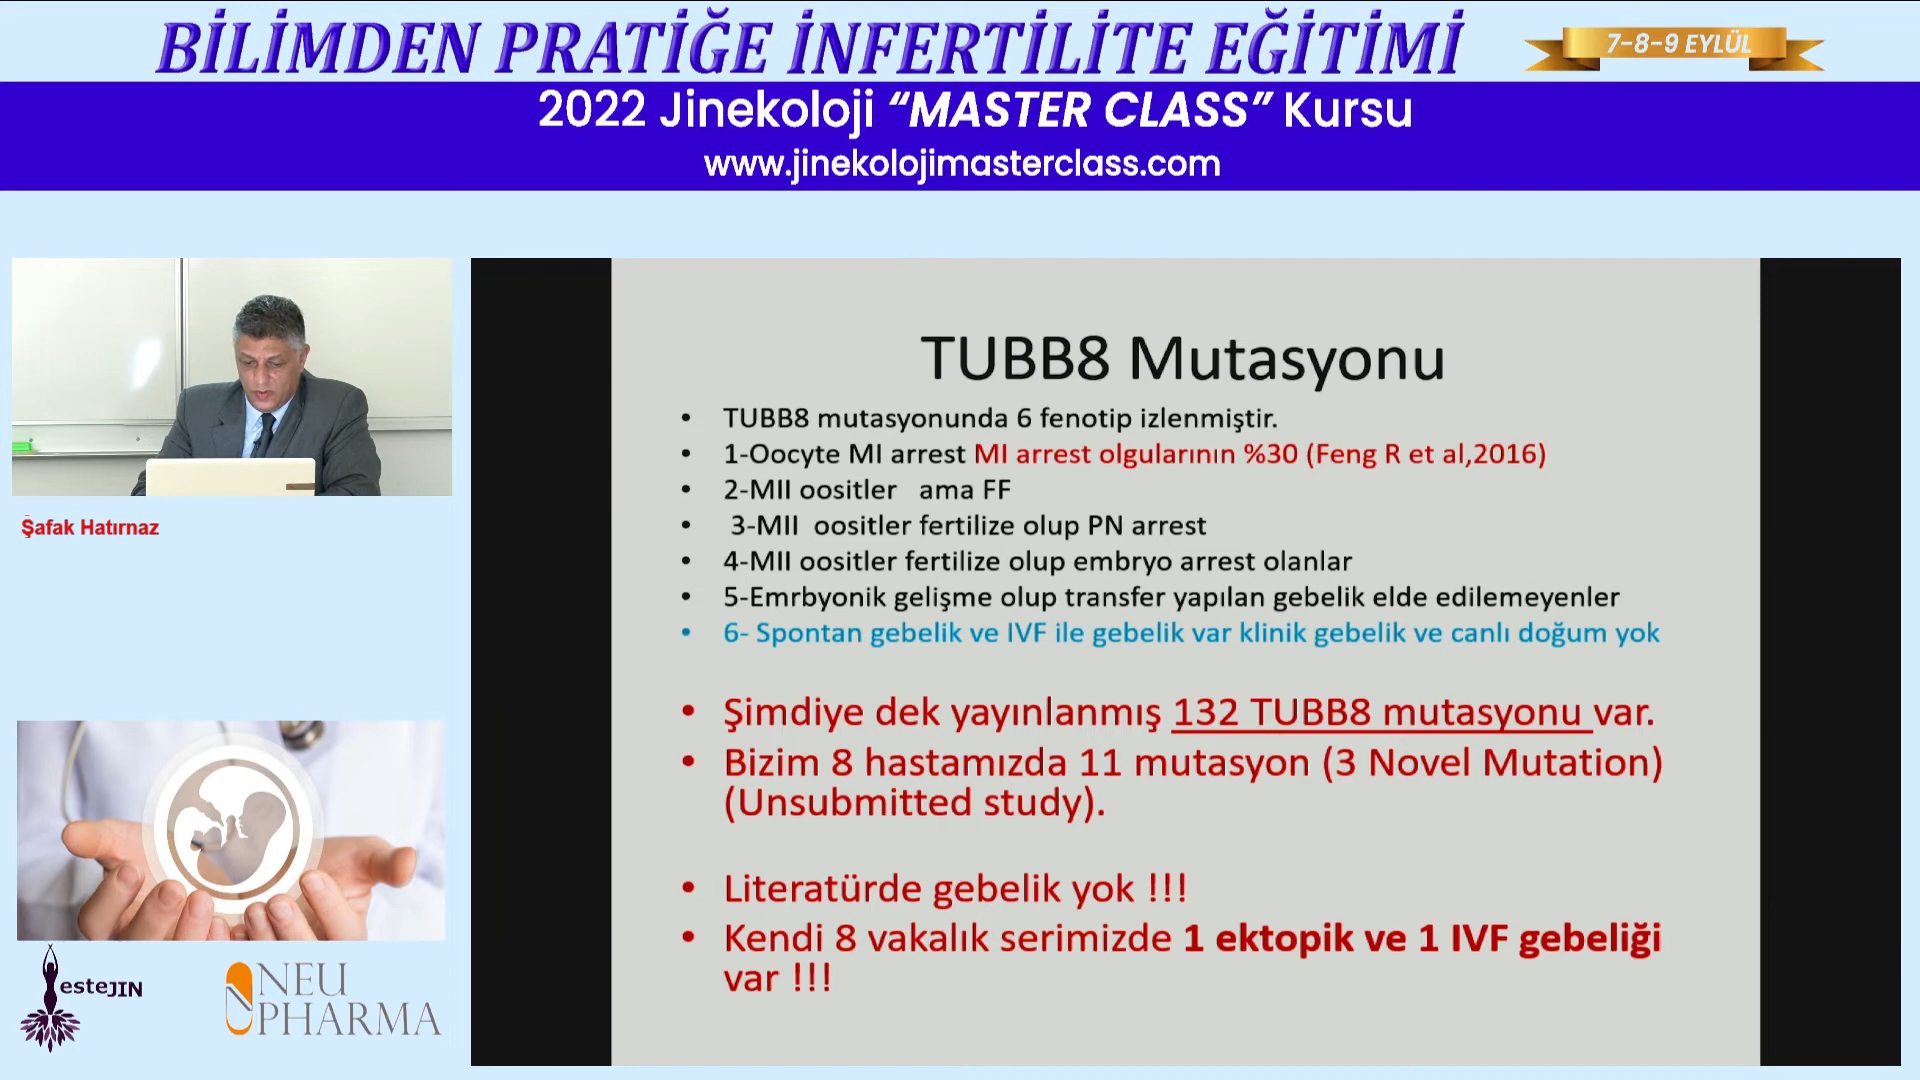 BİLİMDEN PRATİĞE İNFERTİLİTE EĞİTİMİ
7-8-9 EYLÜL
2022 Jinekoloji “MASTER CLASS” Kursu
www.jinekolojimasterclass.com
Şafak Hatırnaz
TUBB8 Mutasyonu
• TUBB8 mutasyonunda 6 fenotip izlenmiştir.
• 1-Oocyte MI arrest MI arrest olgularının %30 (Feng R et al,2016)
• 2-MII oositler ama FF
• 3-MII oositler fertilize olup PN arrest
• 4-MII oositler fertilize olup embryo arrest olanlar
• 5-Emrbyonik gelişme olup transfer yapılan gebelik elde edilemeyenler
• 6- Spontan gebelik ve IVF ile gebelik var klinik gebelik ve canlı doğum yok
• Şimdiye dek yayınlanmış 132 TUBB8 mutasyonu var.
• Bizim 8 hastamızda 11 mutasyon (3 Novel Mutation)
(Unsubmitted study).
• Literatürde gebelik yok !!!
• Kendi 8 vakalık serimizde 1 ektopik ve 1 IVF gebeliği
var !!!
esteJIN
NEU
PHARMA